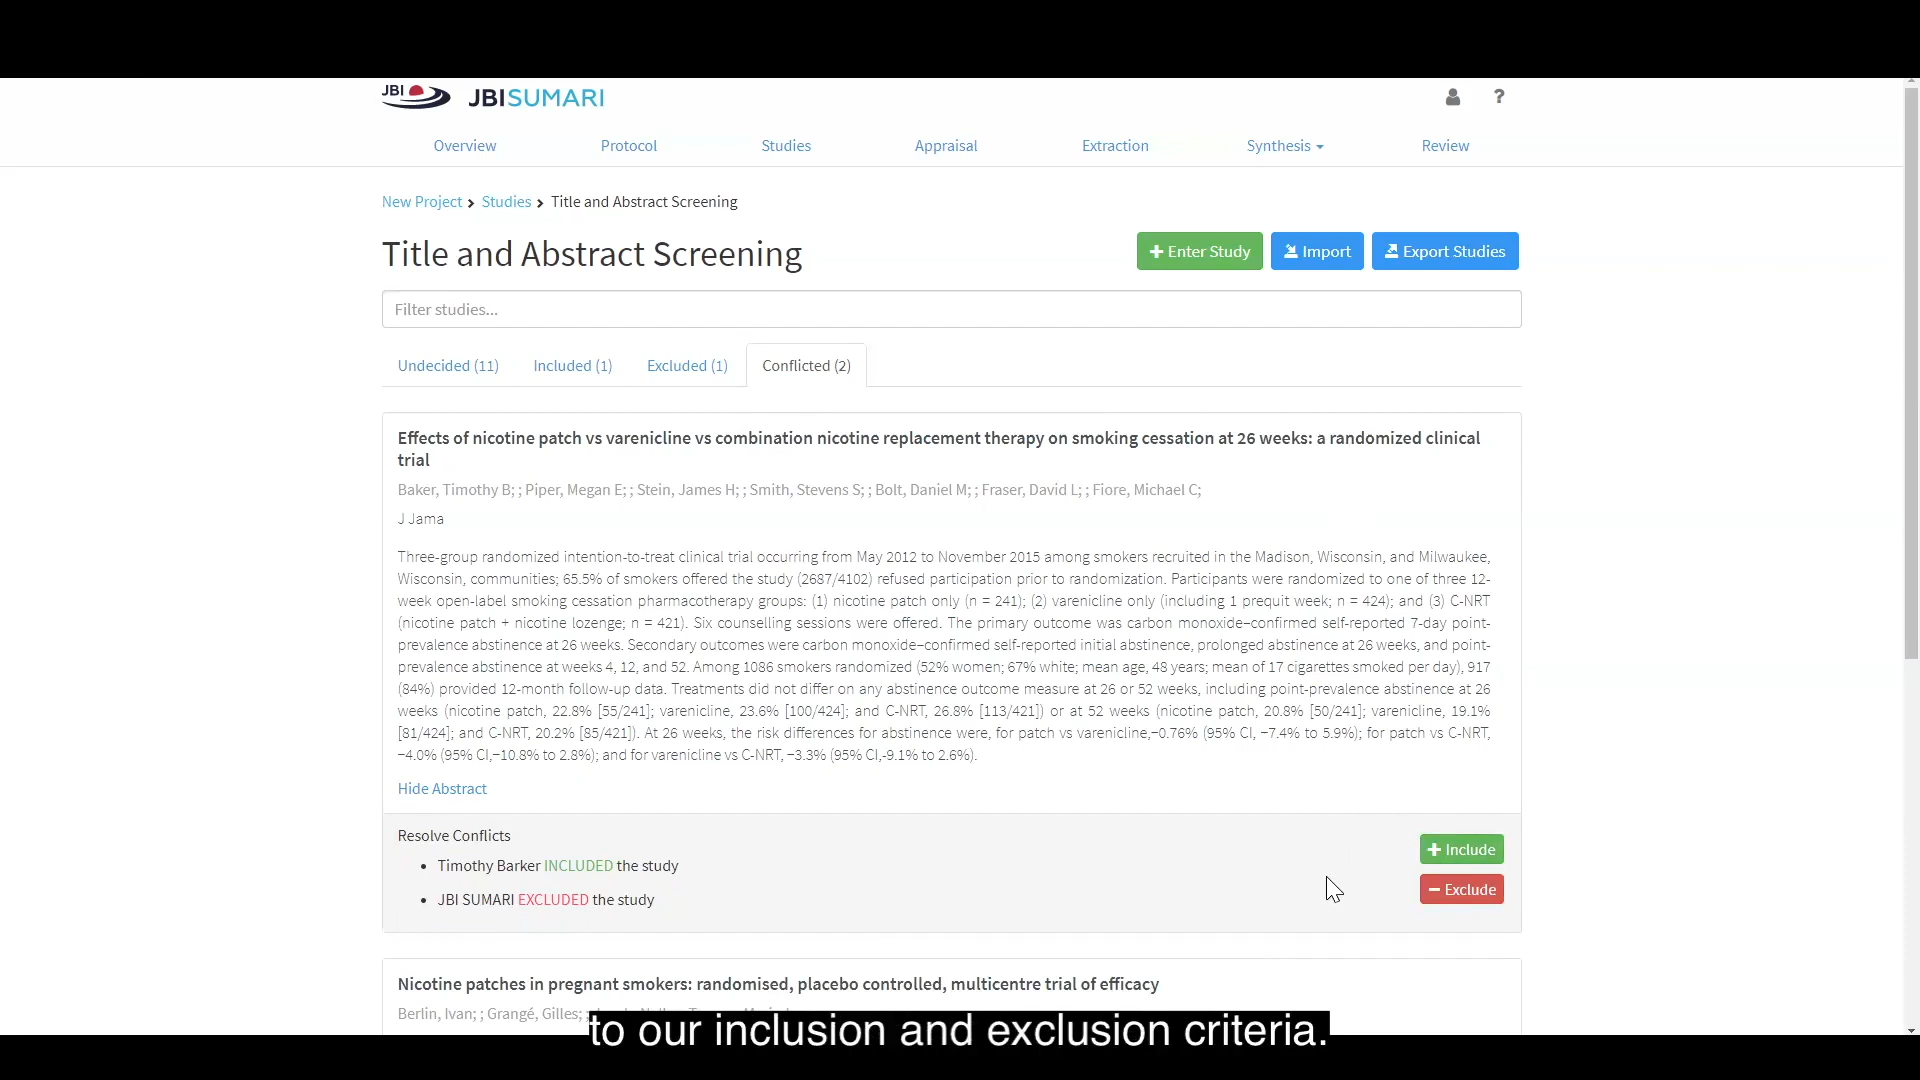 JBI JBISUMARI ?
Overview Protocol Studies Appraisal Extraction Synthesis Review
New Project > Studies > Title and Abstract Screening
Title and Abstract Screening
Enter Study Import Export Studies
Filter studies...
Undecided (11) Included (1) Excluded (1) Conflicted (2)
Effects of nicotine patch vs varenicline vs combination nicotine replacement therapy on smoking cessation at 26 weeks: a randomized clinical
trial
Baker, Timothy B; ; Piper, Megan E; ; Stein, James H; ; Smith, Stevens S; ; Bolt, Daniel M; ; Fraser, David L; ; Fiore, Michael C;
J Jama
Three-group randomized intention-to-treat clinical trial occurring from May 2012 to November 2015 among smokers recruited in the Madison, Wisconsin, and Milwaukee,
Wisconsin, communities; 65.5% of smokers offered the study (2687/4102) refused participation prior to randomization. Participants were randomized to one of three 12-
week open-label smoking cessation pharmacotherapy groups: (1) nicotine patch only (n = 241); (2) varenicline only (including 1 prequit week; n = 424); and (3) C-NRT
(nicotine patch + nicotine lozenge; n = 421). Six counselling sessions were offered. The primary outcome was carbon monoxide–confirmed self-reported 7-day point-
prevalence abstinence at 26 weeks. Secondary outcomes were carbon monoxide–confirmed self-reported initial abstinence, prolonged abstinence at 26 weeks, and point-
prevalence abstinence at weeks 4, 12, and 52. Among 1086 smokers randomized (52% women; 67% white; mean age, 48 years; mean of 17 cigarettes smoked per day), 917
(84%) provided 12-month follow-up data. Treatments did not differ on any abstinence outcome measure at 26 or 52 weeks, including point-prevalence abstinence at 26
weeks (nicotine patch, 22.8% [55/241]; varenicline, 23.6% [100/424]; and C-NRT, 26.8% [113/421]) or at 52 weeks (nicotine patch, 20.8% [50/241]; varenicline, 19.1%
[81/424]; and C-NRT, 20.2% [85/421]). At 26 weeks, the risk differences for abstinence were, for patch vs varenicline,−0.76% (95% CI, −7.4% to 5.9%); for patch vs C-NRT,
−4.0% (95% CI,−10.8% to 2.8%); and for varenicline vs C-NRT, −3.3% (95% CI,-9.1% to 2.6%).
Hide Abstract
Resolve Conflicts
+ Include
• Timothy Barker INCLUDED the study
− Exclude
• JBI SUMARI EXCLUDED the study
Nicotine patches in pregnant smokers: randomised, placebo controlled, multicentre trial of efficacy
Berlin, Ivan; ; Grangé, Gilles; ;
to our inclusion and exclusion criteria.